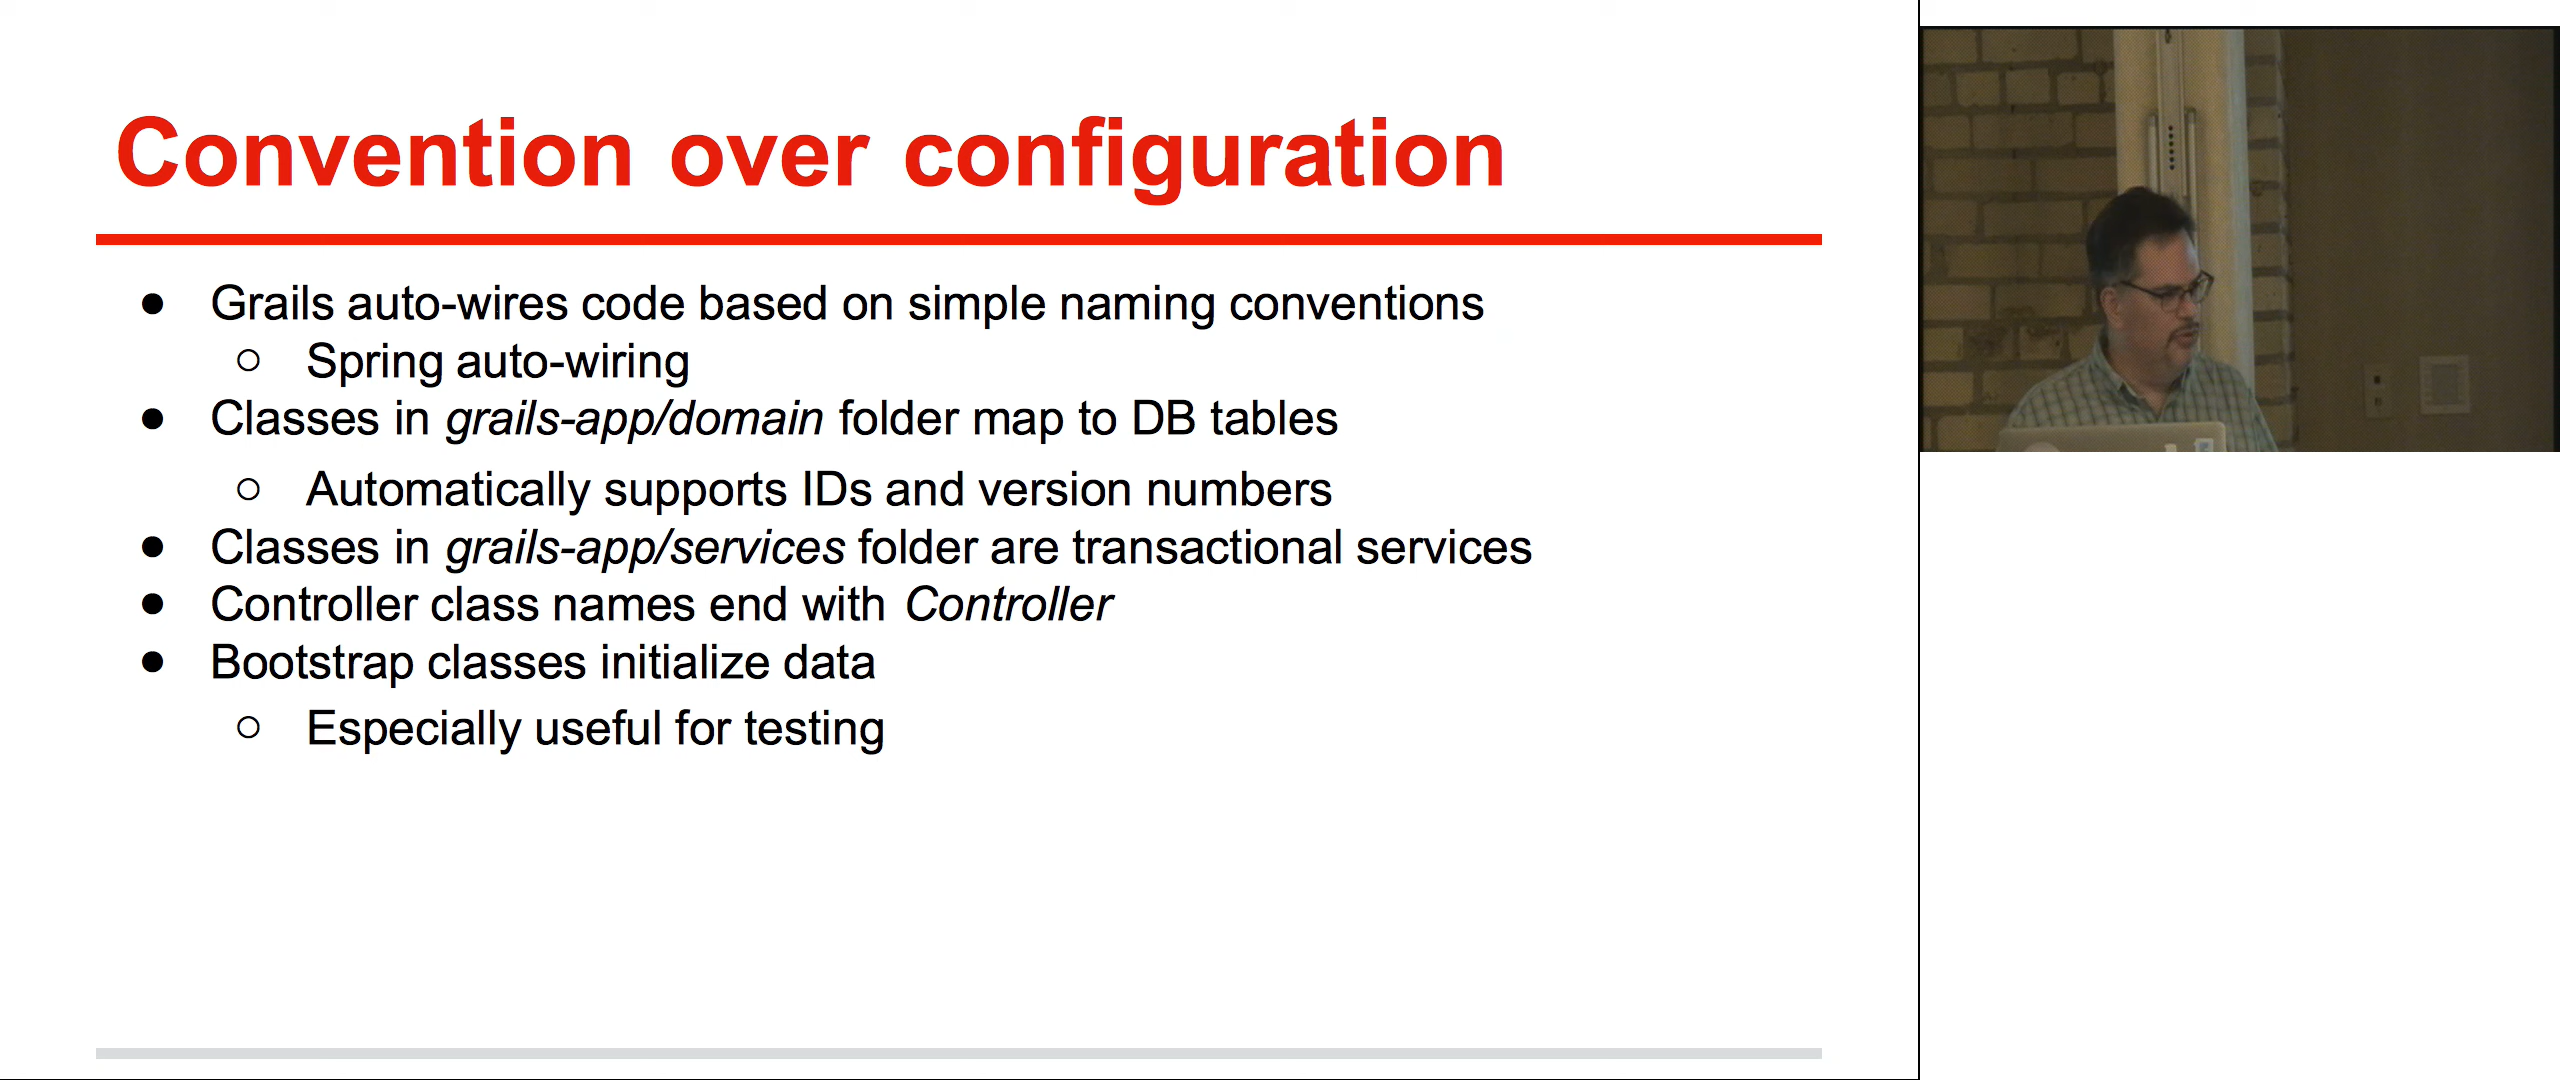 Convention over configuration
● Grails auto-wires code based on simple naming conventions
○ Spring auto-wiring
● Classes in grails-app/domain folder map to DB tables
○ Automatically supports IDs and version numbers
● Classes in grails-app/services folder are transactional services
● Controller class names end with Controller
● Bootstrap classes initialize data
○ Especially useful for testing